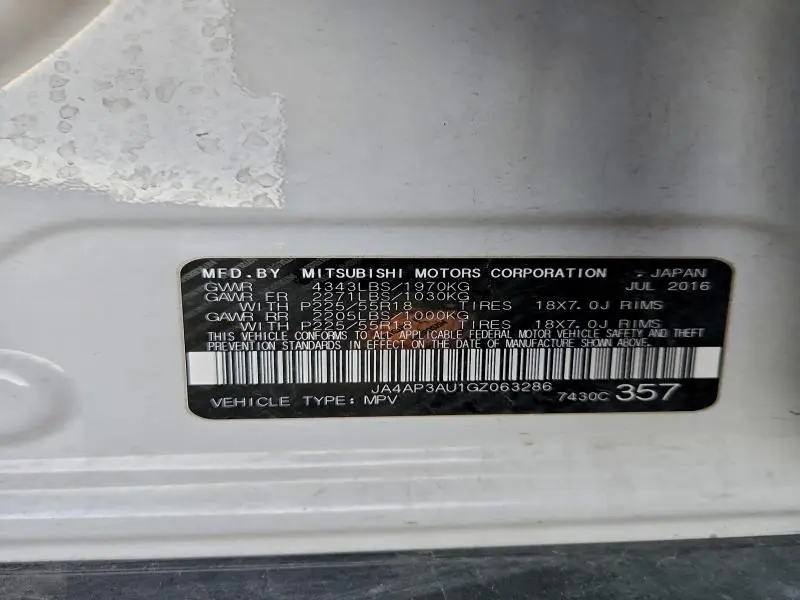 MFD.BY MITSUBISHI MOTORS CORPORATION - JAPAN
GVWR 4343LBS/1970KG JUL 2016
GAWR FR 2271LBS/1030KG
WITH P225/55R18 TIRES 18X7.0J RIMS
GAWR RR 2205LBS/1000KG
WITH P225/55R18 TIRES 18X7.0J RIMS
THIS VEHICLE CONFORMS TO ALL APPLICABLE FEDERAL MOTOR VEHICLE SAFETY AND THEFT
PREVENTION STANDARDS IN EFFECT ON THE DATE OF MANUFACTURE SHOWN ABOVE.
JA4AP3AU1GZ063286
VEHICLE TYPE: MPV 7430C 357